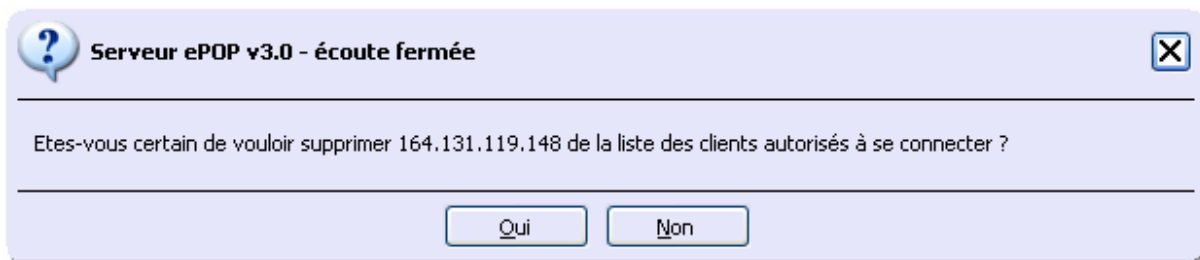 Serveur ePOP v3.0 - écoute fermée
Etes-vous certain de vouloir supprimer 164.131.119.148 de la liste des clients autorisés à se connecter ?
Oui
Non